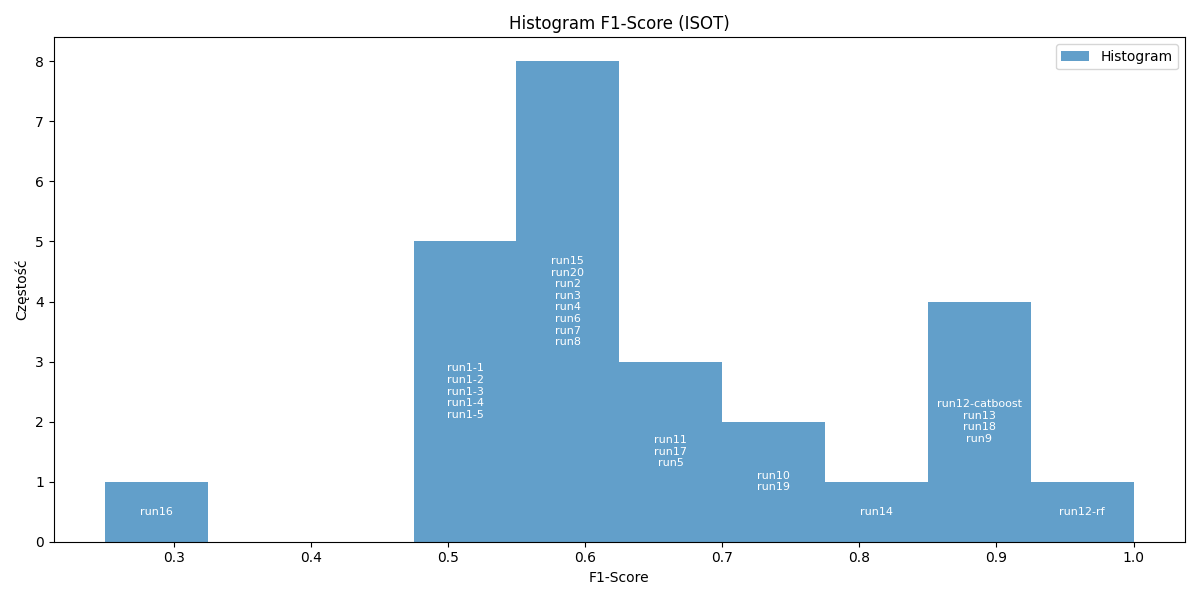 Histogram F1-Score (ISOT)
Histogram
8
7
6
5
4
3
2
1
0
Częstość
run15
run20
run2
run3
run4
run6
run7
run8
run1-1
run1-2
run1-3
run1-4
run1-5
run12-catboost
run13
run18
run9
run11
run17
run5
run10
run19
run16
run14
run12-rf
0.3
0.4
0.5
0.6
0.7
0.8
0.9
1.0
F1-Score